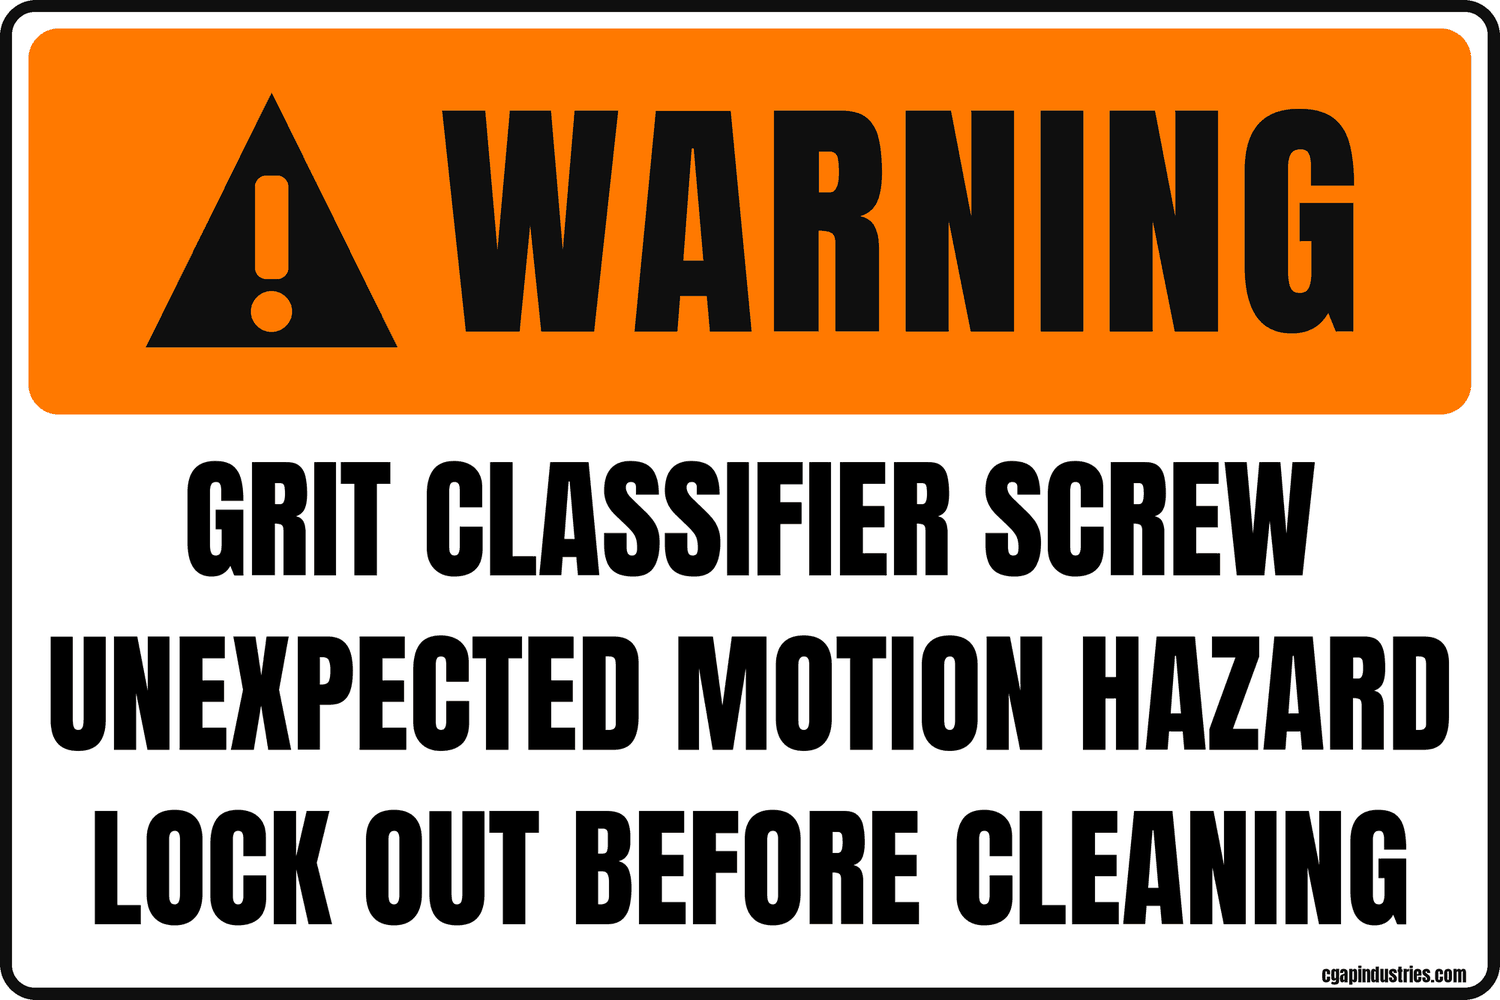 WARNING
GRIT CLASSIFIER SCREW
UNEXPECTED MOTION HAZARD
LOCK OUT BEFORE CLEANING
cgapindustries.com